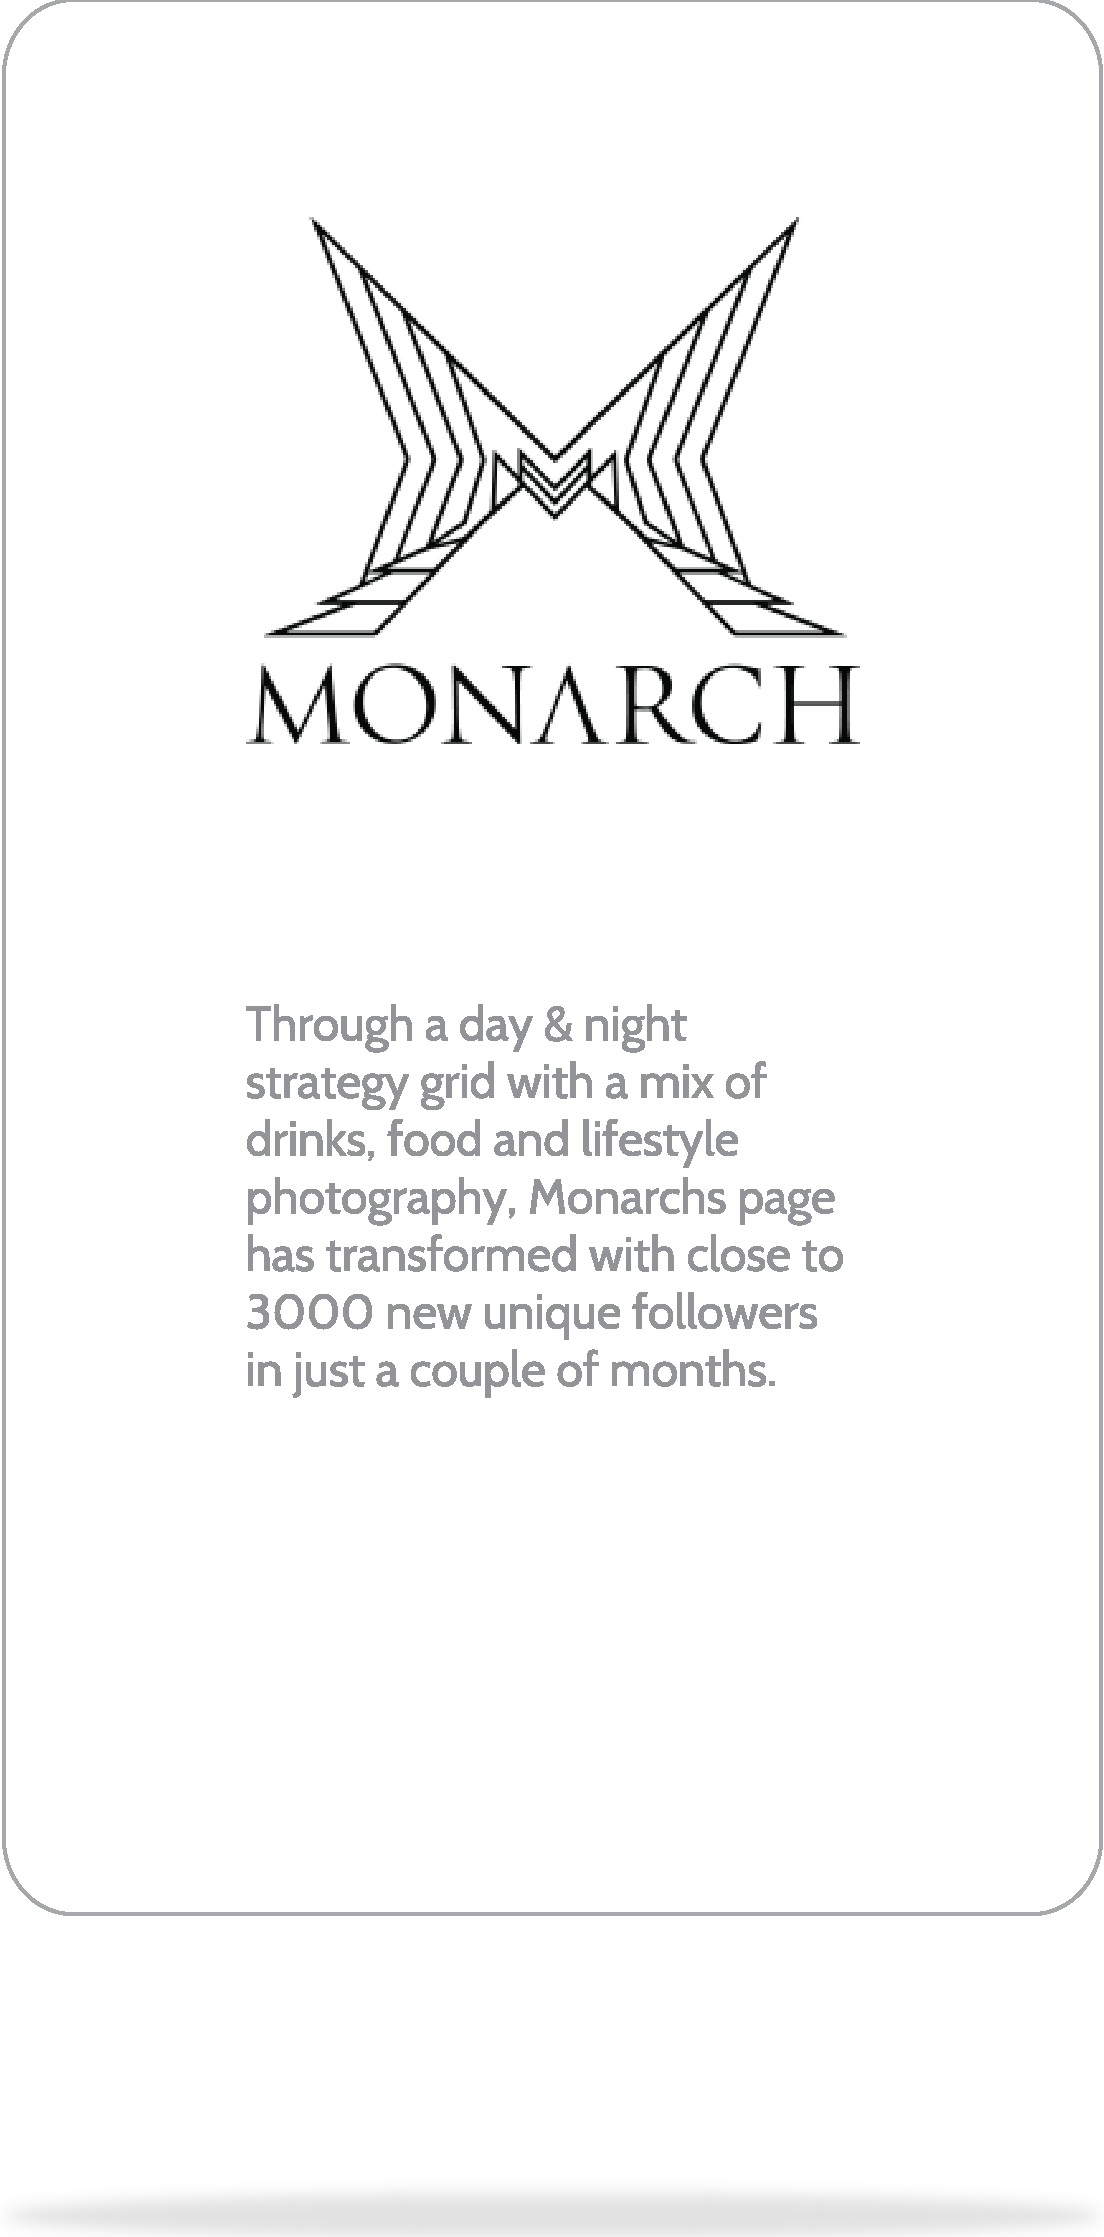 MONARCH
Through a day & night
strategy grid with a mix of
drinks, food and lifestyle
photography, Monarchs page
has transformed with close to
3000 new unique followers
in just a couple of months.